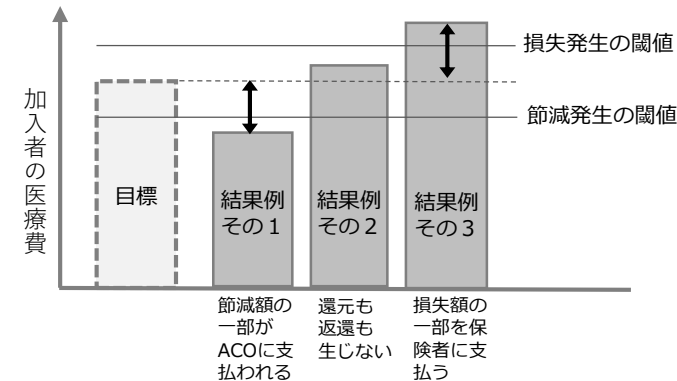 損失発生の閾値
節減発生の閾値
加入者の医療費
目標
結果例
その１
結果例
その２
結果例
その３
節減額の
一部が
ACOに支
払われる
還元も
返還も
生じない
損失額の
一部を保
険者に支
払う